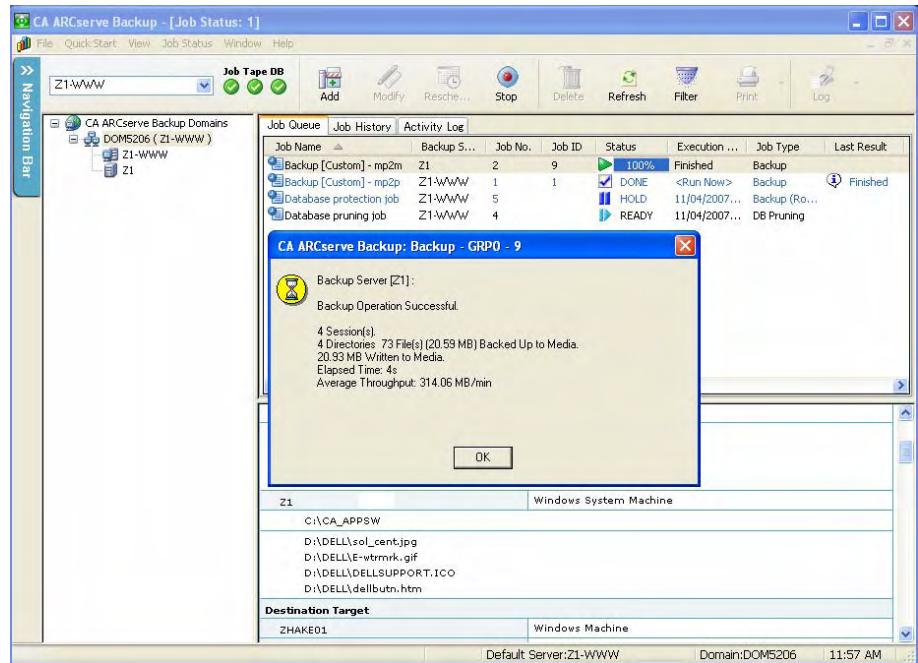 CA ARCserve Backup - [Job Status: 1]
File Quick Start View Job Status Window Help
Navigation Bar
Z1-WWW
Job Tape DB
Add Modify Resche... Stop Delete Refresh Filter Print Log
CA ARCserve Backup Domains
DOM5206 ( Z1-WWW )
Z1-WWW
Z1
Job Queue Job History Activity Log
Job Name Backup S... Job No. Job ID Status Execution ... Job Type Last Result
Backup [Custom] - mp2m Z1 2 9 100% Finished Backup
Backup [Custom] - mp2p Z1-WWW 1 1 DONE <Run Now> Backup Finished
Database protection job Z1-WWW 5 HOLD 11/04/2007... Backup (Ro...
Database pruning job Z1-WWW 4 READY 11/04/2007... DB Pruning
CA ARCserve Backup: Backup - GRP0 - 9
Backup Server [Z1] :
Backup Operation Successful.
4 Session(s).
4 Directories 73 File(s) (20.59 MB) Backed Up to Media.
20.93 MB Written to Media.
Elapsed Time: 4s
Average Throughput: 314.06 MB/min
OK
Z1 Windows System Machine
C:\CA_APPSW
D:\DELL\sol_cent.jpg
D:\DELL\E-wtrmrk.gif
D:\DELL\DELLSUPPORT.ICO
D:\DELL\dellbutn.htm
Destination Target
ZHAKE01 Windows Machine
Default Server:Z1-WWW Domain:DOM5206 11:57 AM